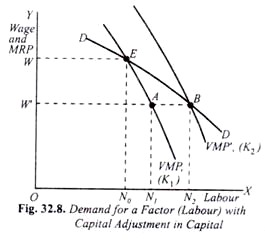 Y
Wage
and
MRP
D
E
W
W'
A
B
D
VMP', (K₂)
VMP,
(K₁)
O
N₀
N₁
N₂
Labour
X
Fig. 32.8. Demand for a Factor (Labour) with
Capital Adjustment in Capital